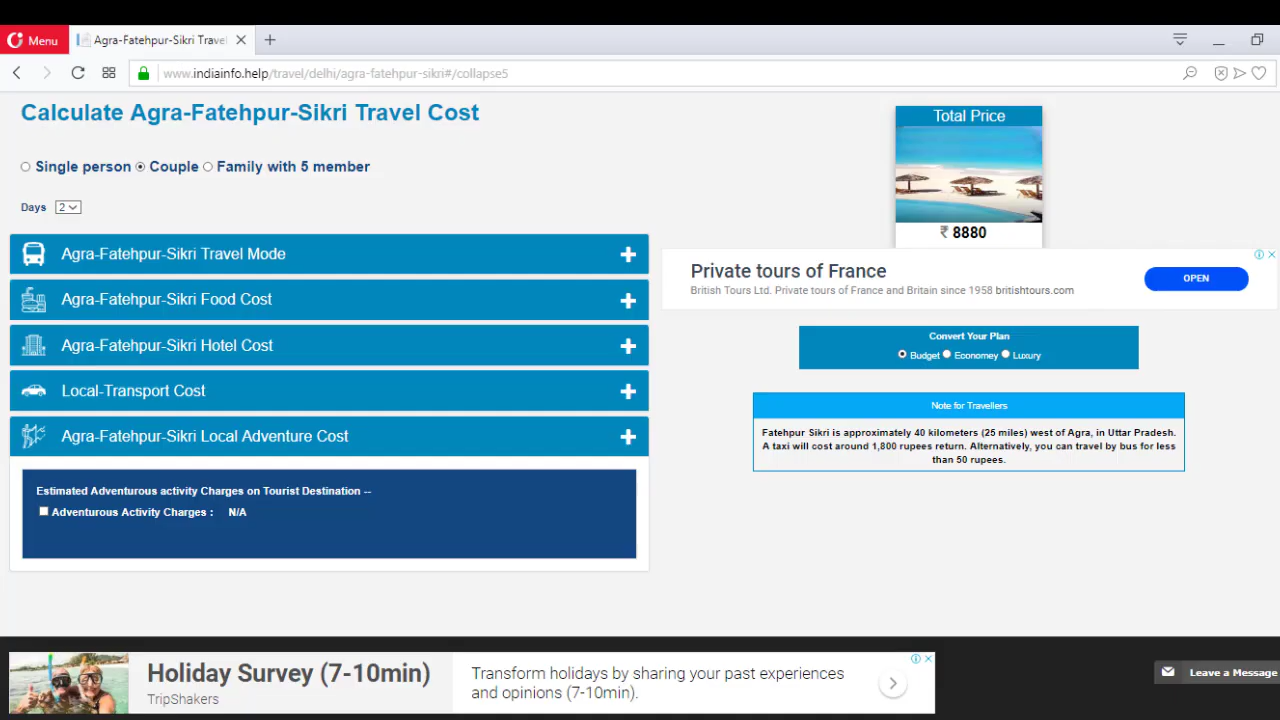 Menu
Agra-Fatehpur-Sikri Trave
www.indiainfo.help/travel/delhi/agra-fatehpur-sikri#/collapse5
Calculate Agra-Fatehpur-Sikri Travel Cost
Single person Couple Family with 5 member
Days 2
Agra-Fatehpur-Sikri Travel Mode
Agra-Fatehpur-Sikri Food Cost
Agra-Fatehpur-Sikri Hotel Cost
Local-Transport Cost
Agra-Fatehpur-Sikri Local Adventure Cost
Estimated Adventurous activity Charges on Tourist Destination --
Adventurous Activity Charges : N/A
Total Price
₹ 8880
Private tours of France
British Tours Ltd. Private tours of France and Britain since 1958 britishtours.com
OPEN
Convert Your Plan
Budget Economey Luxury
Note for Travellers
Fatehpur Sikri is approximately 40 kilometers (25 miles) west of Agra, in Uttar Pradesh.
A taxi will cost around 1,800 rupees return. Alternatively, you can travel by bus for less
than 50 rupees.
Holiday Survey (7-10min)
TripShakers
Transform holidays by sharing your past experiences
and opinions (7-10min).
Leave a Message